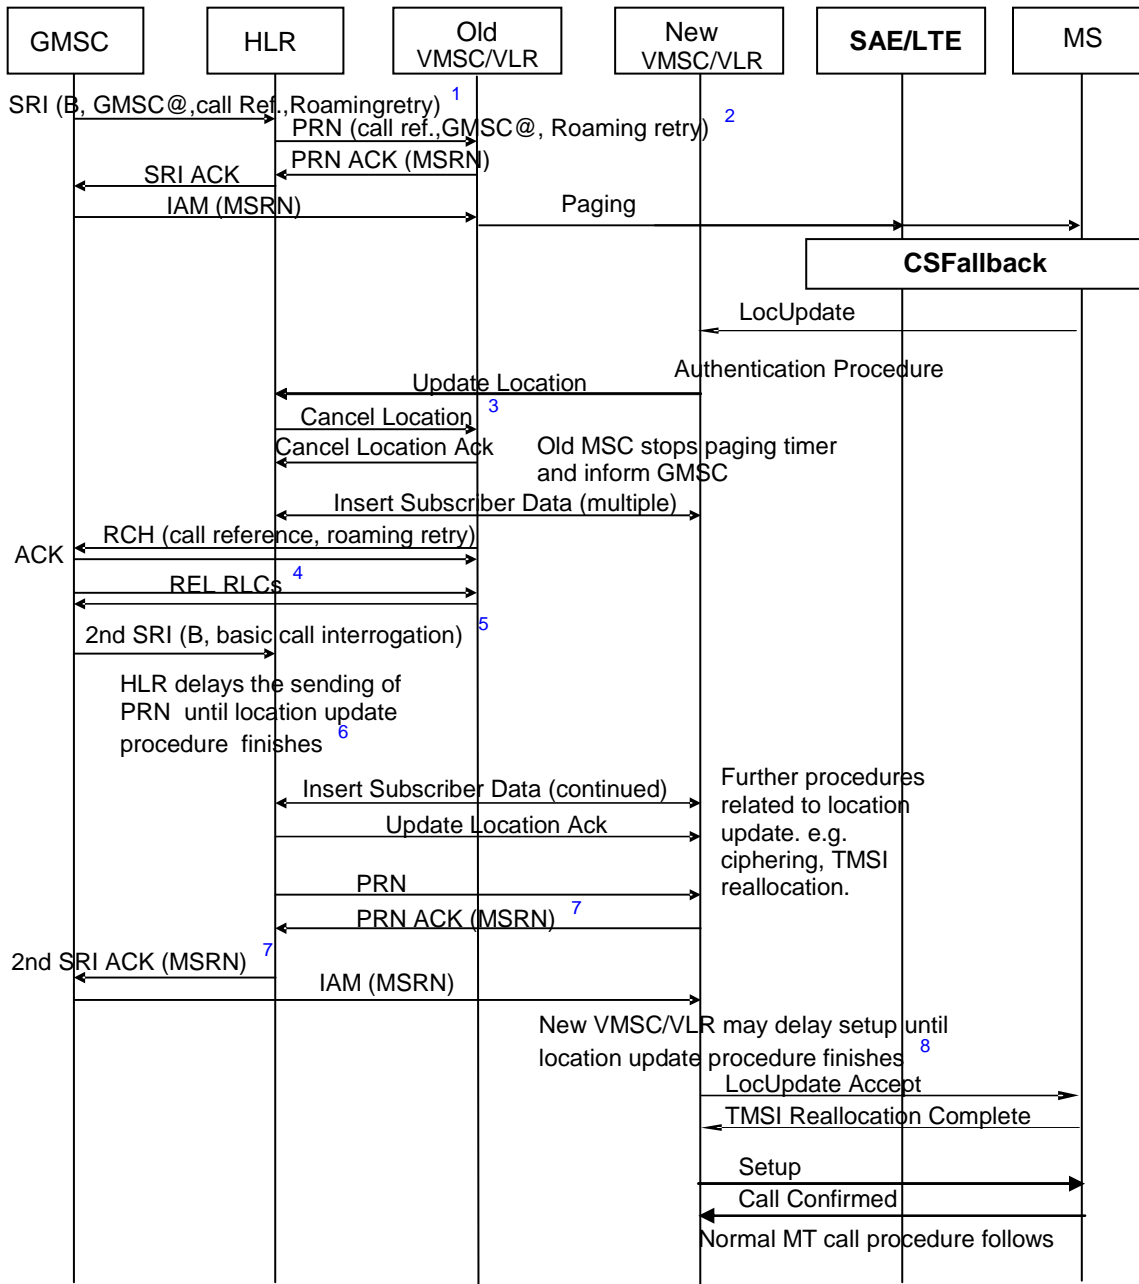 GMSC
HLR
Old
VMSC/VLR
New
VMSC/VLR
SAE/LTE
MS
SRI (B, GMSC@,call Ref.,Roamingretry) 1
PRN (call ref.,GMSC@, Roaming retry) 2
PRN ACK (MSRN)
SRI ACK
IAM (MSRN)
Paging
CSFallback
LocUpdate
Authentication Procedure
Update Location
Cancel Location 3
Cancel Location Ack
Old MSC stops paging timer
and inform GMSC
Insert Subscriber Data (multiple)
RCH (call reference, roaming retry)
ACK
REL RLCs 4
2nd SRI (B, basic call interrogation) 5
HLR delays the sending of
PRN until location update
procedure finishes 6
Insert Subscriber Data (continued)
Update Location Ack
Further procedures
related to location
update. e.g.
ciphering, TMSI
reallocation.
PRN
PRN ACK (MSRN) 7
2nd SRI ACK (MSRN) 7
IAM (MSRN)
New VMSC/VLR may delay setup until
location update procedure finishes 8
LocUpdate Accept
TMSI Reallocation Complete
Setup
Call Confirmed
Normal MT call procedure follows